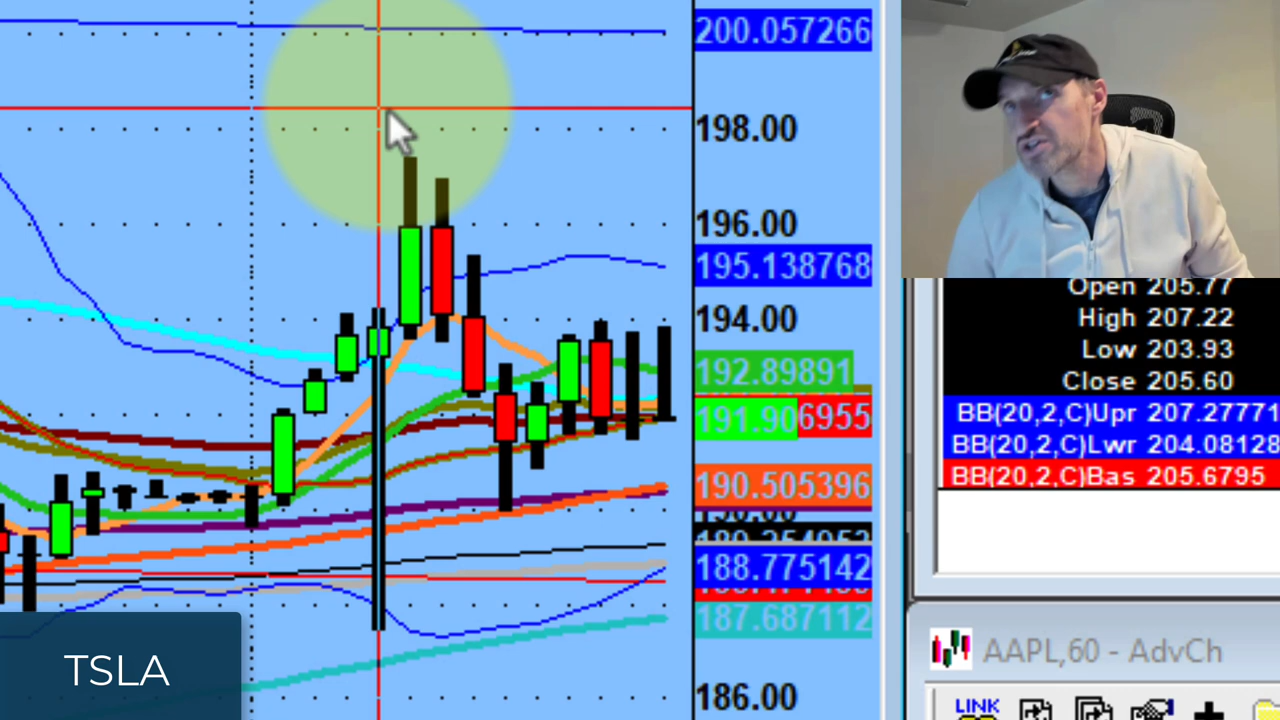 200.057266
198.00
196.00
195.138768
194.00
192.89891
191.90
6955
190.505396
188.775142
187.687112
186.00
TSLA
Open 205.77
High 207.22
Low 203.93
Close 205.60
BB(20,2,C)Upr 207.27771
BB(20,2,C)Lwr 204.08128
BB(20,2,C)Bas 205.6795
AAPL,60 - AdvCh
LINK